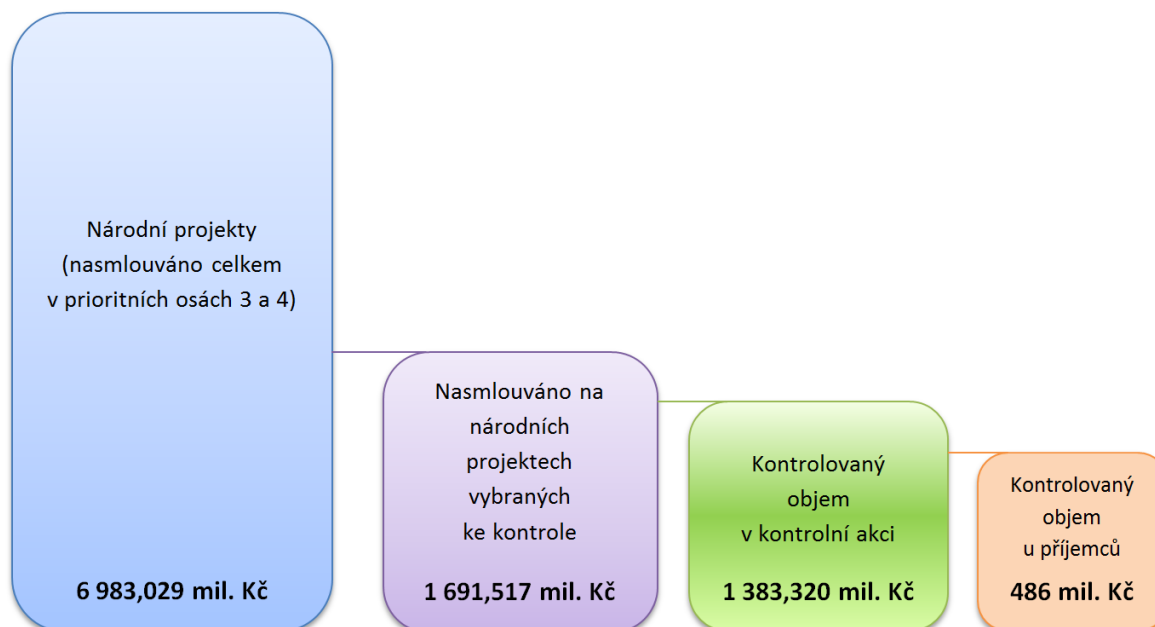 Národní projekty
(nasmlouváno celkem
v prioritních osách 3 a 4)
6 983,029 mil. Kč
Nasmlouváno na
národních
projektech
vybraných
ke kontrole
1 691,517 mil. Kč
Kontrolovaný
objem
v kontrolní akci
1 383,320 mil. Kč
Kontrolovaný
objem
u příjemců
486 mil. Kč